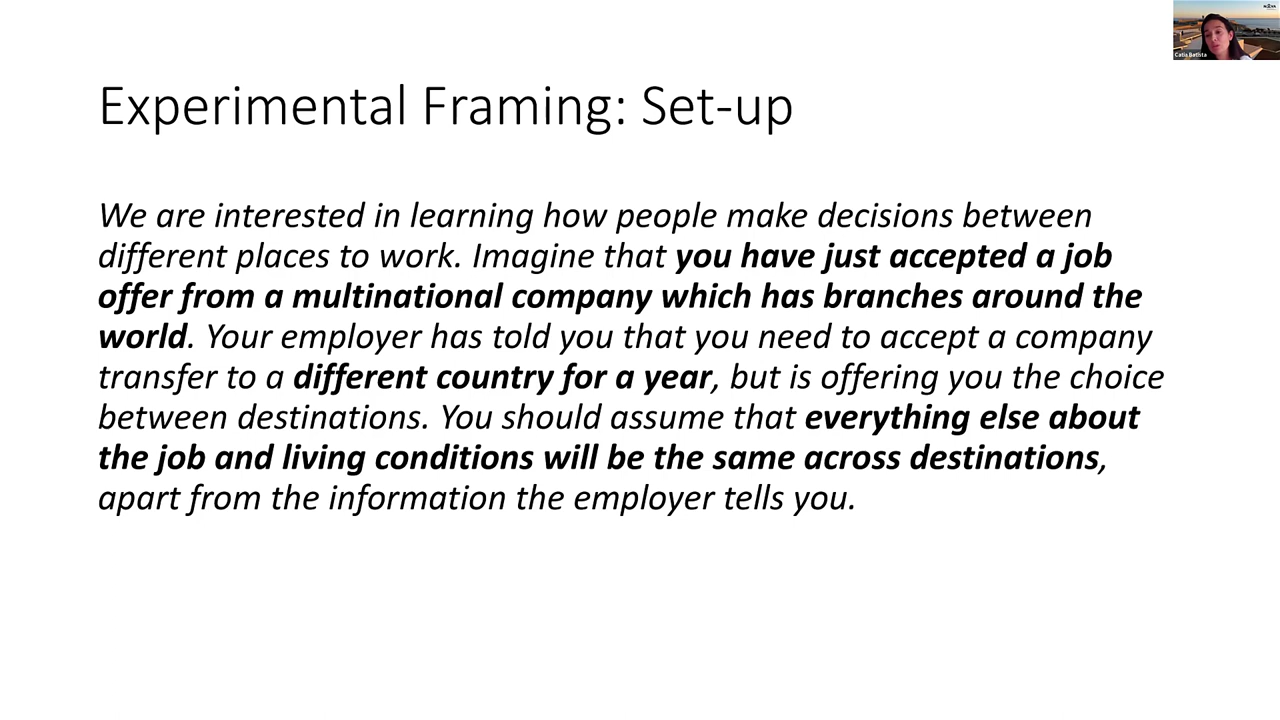 Experimental Framing: Set-up
We are interested in learning how people make decisions between
different places to work. Imagine that you have just accepted a job
offer from a multinational company which has branches around the
world. Your employer has told you that you need to accept a company
transfer to a different country for a year, but is offering you the choice
between destinations. You should assume that everything else about
the job and living conditions will be the same across destinations,
apart from the information the employer tells you.
Catia Batista